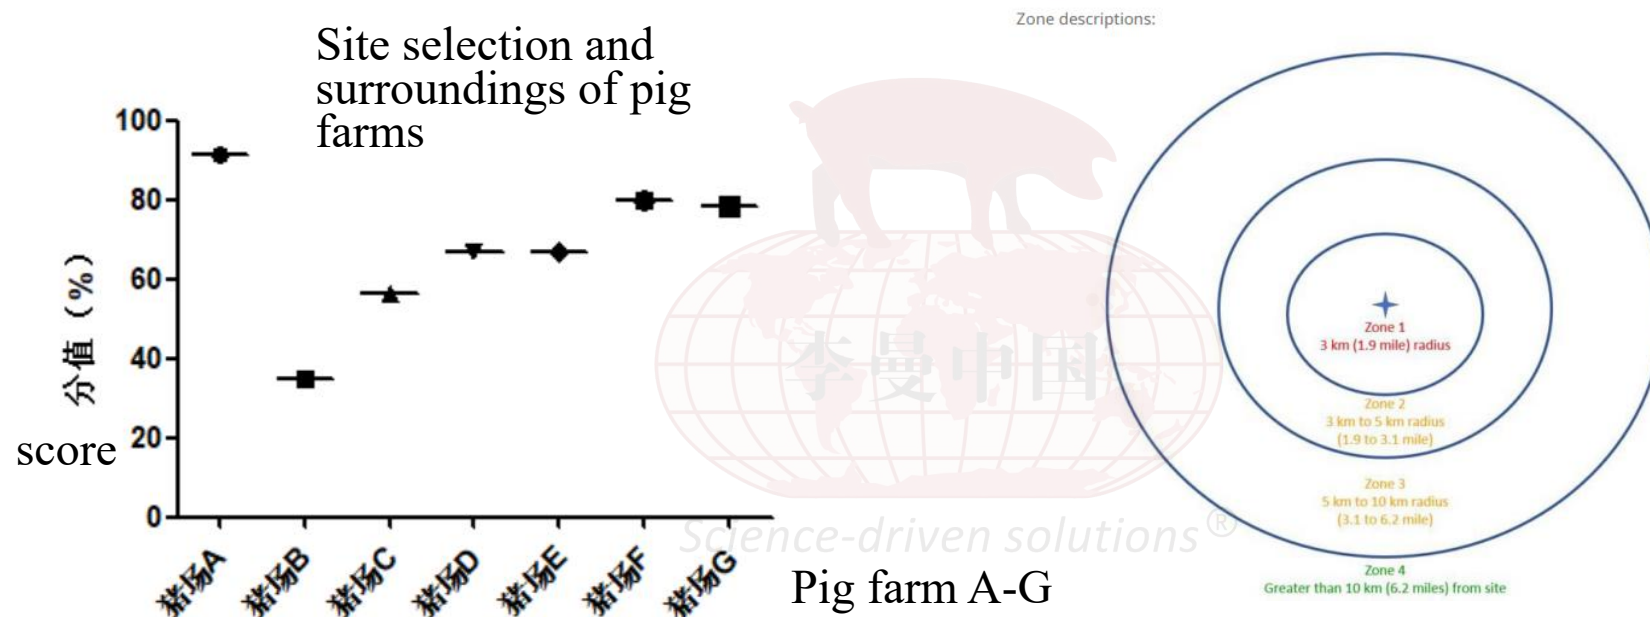 Site selection and
surroundings of pig
farms
100
80
60
40
20
0
分值（%）
score
猪场A
猪场B
猪场C
猪场D
猪场E
猪场F
猪场G
Pig farm A-G
Zone descriptions:
Zone 1
3 km (1.9 mile) radius
Zone 2
3 km to 5 km radius
(1.9 to 3.1 mile)
Zone 3
5 km to 10 km radius
(3.1 to 6.2 mile)
Zone 4
Greater than 10 km (6.2 miles) from site
李曼中国
Science-driven solutions®